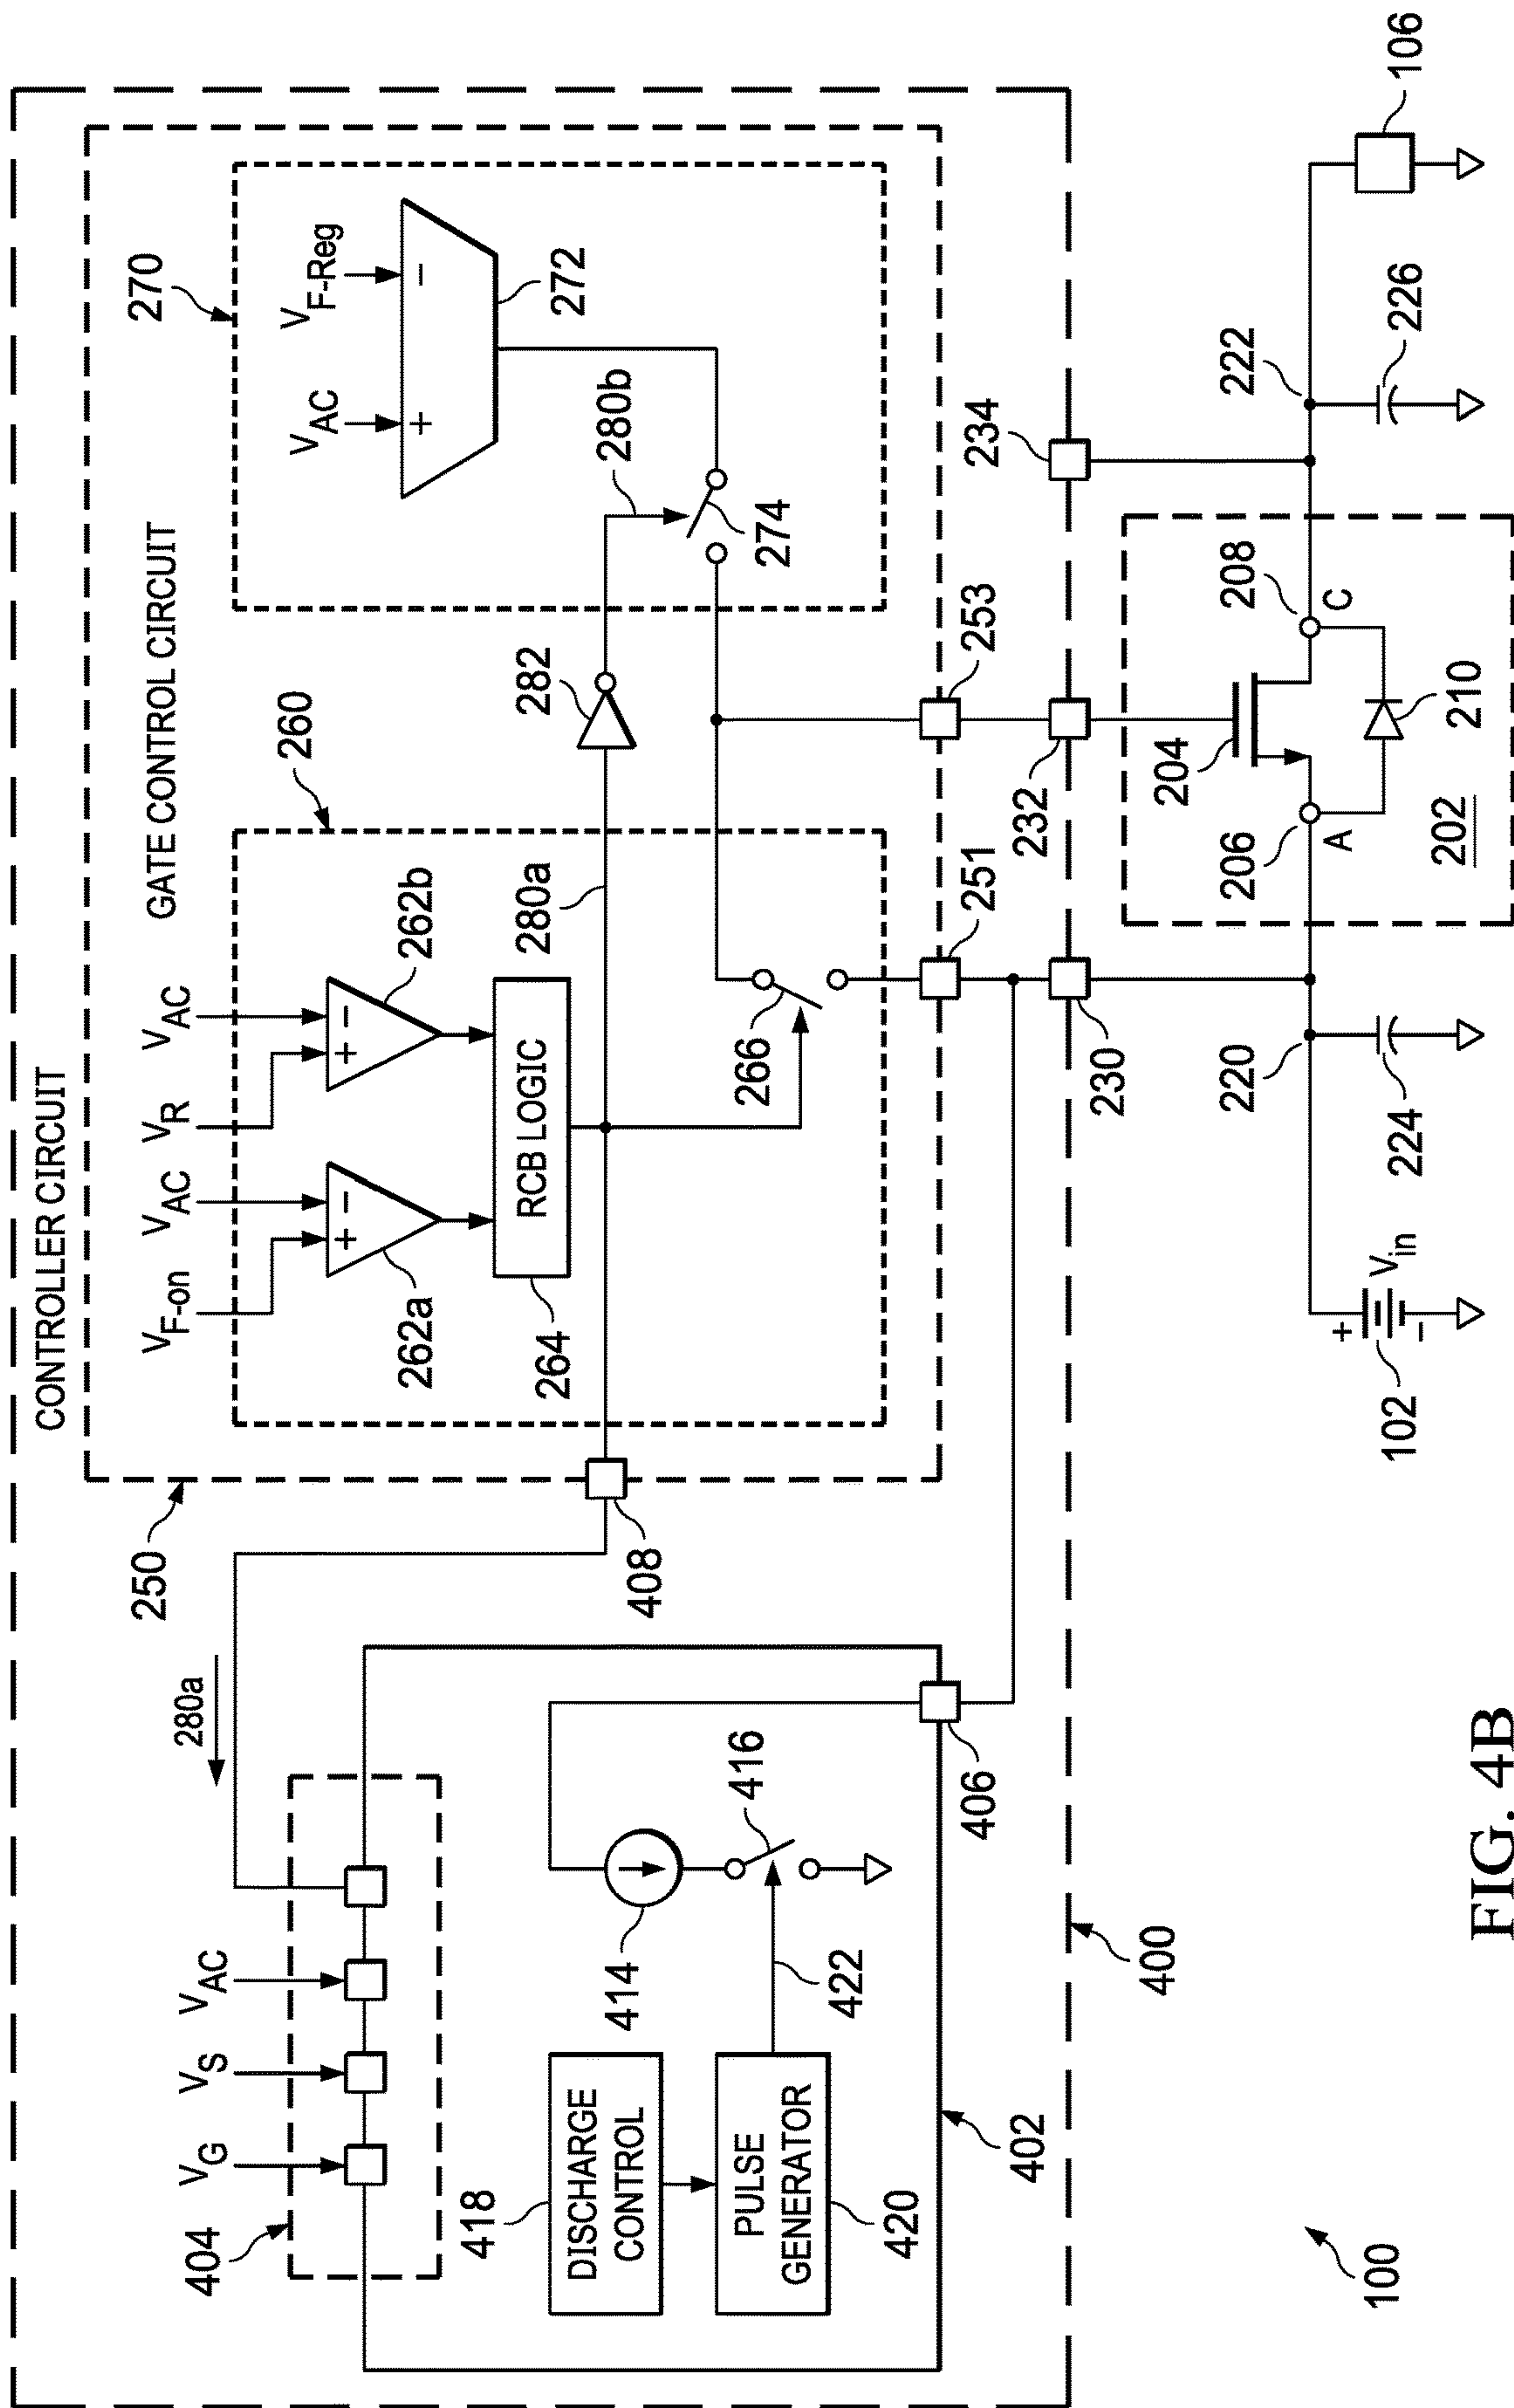 CONTROLLER CIRCUIT
GATE CONTROL CIRCUIT
250
260
270
V_F-on
V_AC
V_R
V_AC
+
−
+
−
262a
262b
RCB LOGIC
264
266
280a
282
V_AC
V_F-Reg
+
−
272
280b
274
280a
404
V_G
V_S
V_AC
408
418
DISCHARGE
CONTROL
PULSE
GENERATOR
420
422
414
416
406
402
400
251
253
230
232
234
204
206
A
208
C
210
202
220
222
224
226
102
+
−
V_in
106
100
FIG. 4B